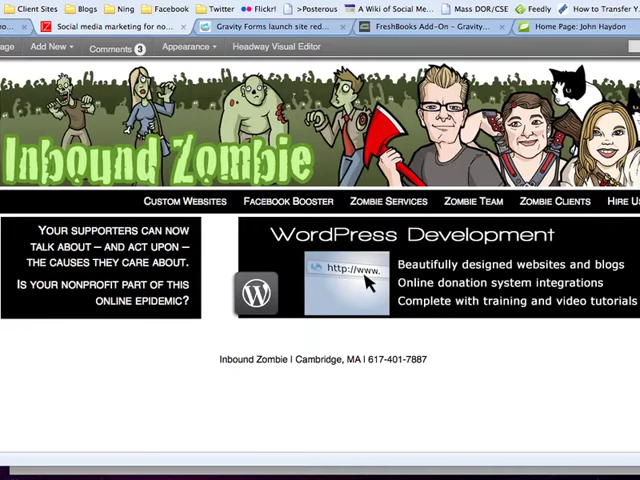 Client Sites Blogs Ning Facebook Twitter Flickr! >Posterous A Wiki of Social Me... Mass DOR/CSE Feedly How to Transfer Y
Social media marketing for no... Gravity Forms launch site red... FreshBooks Add-On – Gravity... Home Page: John Haydon
age Add New Comments 3 Appearance Headway Visual Editor
Inbound Zombie
CUSTOM WEBSITES FACEBOOK BOOSTER ZOMBIE SERVICES ZOMBIE TEAM ZOMBIE CLIENTS HIRE US
YOUR SUPPORTERS CAN NOW
TALK ABOUT – AND ACT UPON –
THE CAUSES THEY CARE ABOUT.
IS YOUR NONPROFIT PART OF THIS
ONLINE EPIDEMIC?
WORDPRESS DEVELOPMENT
http://www.
Beautifully designed websites and blogs
Online donation system integrations
Complete with training and video tutorials
Inbound Zombie | Cambridge, MA | 617-401-7887